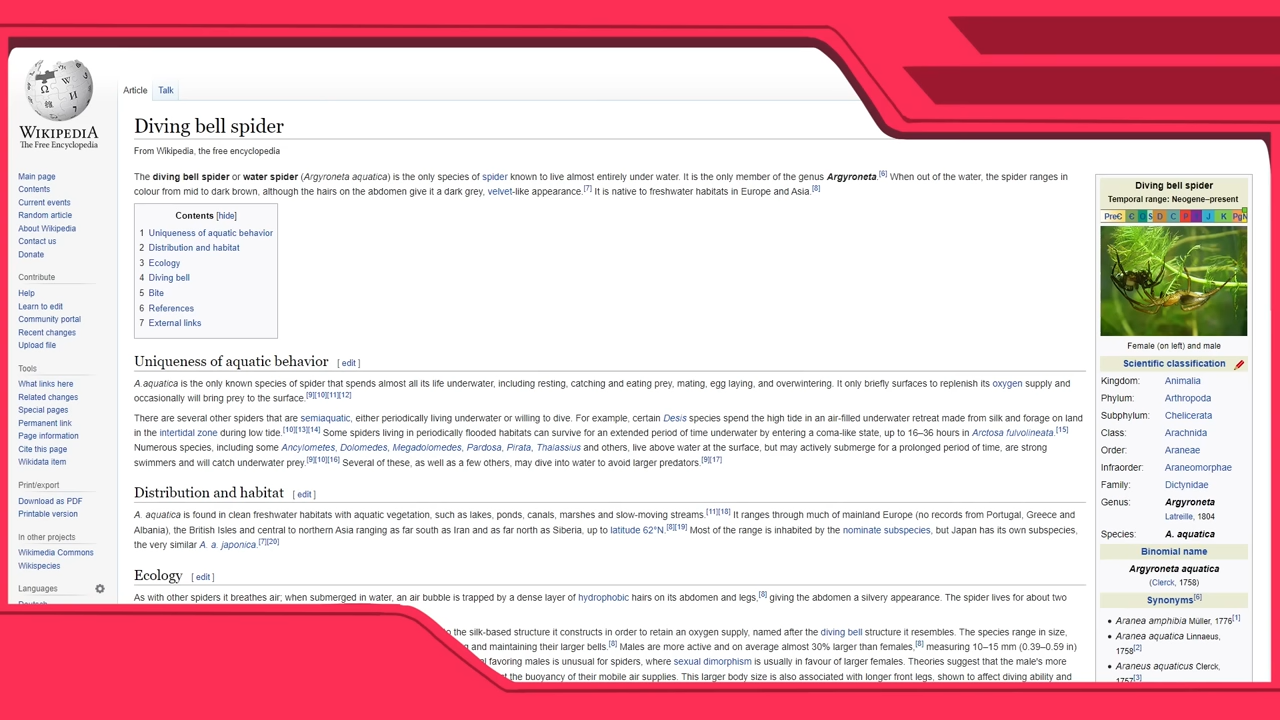 WIKIPEDIA
The Free Encyclopedia
Main page
Contents
Current events
Random article
About Wikipedia
Contact us
Donate
Contribute
Help
Learn to edit
Community portal
Recent changes
Upload file
Tools
What links here
Related changes
Special pages
Permanent link
Page information
Cite this page
Wikidata item
Print/export
Download as PDF
Printable version
In other projects
Wikimedia Commons
Wikispecies
Languages
Article Talk
Diving bell spider
From Wikipedia, the free encyclopedia
The diving bell spider or water spider (Argyroneta aquatica) is the only species of spider known to live almost entirely under water. It is the only member of the genus Argyroneta.[6] When out of the water, the spider ranges in
colour from mid to dark brown, although the hairs on the abdomen give it a dark grey, velvet-like appearance.[7] It is native to freshwater habitats in Europe and Asia.[8]
Contents [hide]
1 Uniqueness of aquatic behavior
2 Distribution and habitat
3 Ecology
4 Diving bell
5 Bite
6 References
7 External links
Uniqueness of aquatic behavior [ edit ]
A.aquatica is the only known species of spider that spends almost all its life underwater, including resting, catching and eating prey, mating, egg laying, and overwintering. It only briefly surfaces to replenish its oxygen supply and
occasionally will bring prey to the surface.[9][10][11][12]
There are several other spiders that are semiaquatic, either periodically living underwater or willing to dive. For example, certain Desis species spend the high tide in an air-filled underwater retreat made from silk and forage on land
in the intertidal zone during low tide.[10][13][14] Some spiders living in periodically flooded habitats can survive for an extended period of time underwater by entering a coma-like state, up to 16–36 hours in Arctosa fulvolineata.[15]
Numerous species, including some Ancylometes, Dolomedes, Megadolomedes, Pardosa, Pirata, Thalassius and others, live above water at the surface, but may actively submerge for a prolonged period of time, are strong
swimmers and will catch underwater prey.[9][10][16] Several of these, as well as a few others, may dive into water to avoid larger predators.[9][17]
Distribution and habitat [ edit ]
A. aquatica is found in clean freshwater habitats with aquatic vegetation, such as lakes, ponds, canals, marshes and slow-moving streams.[11][18] It ranges through much of mainland Europe (no records from Portugal, Greece and
Albania), the British Isles and central to northern Asia ranging as far south as Iran and as far north as Siberia, up to latitude 62°N.[8][19] Most of the range is inhabited by the nominate subspecies, but Japan has its own subspecies,
the very similar A. a. japonica.[7][20]
Ecology [ edit ]
As with other spiders it breathes air; when submerged in water, an air bubble is trapped by a dense layer of hydrophobic hairs on its abdomen and legs,[8] giving the abdomen a silvery appearance. The spider lives for about two
the silk-based structure it constructs in order to retain an oxygen supply, named after the diving bell structure it resembles. The species range in size,
and maintaining their larger bells.[8] Males are more active and on average almost 30% larger than females,[8] measuring 10–15 mm (0.39–0.59 in)
favoring males is unusual for spiders, where sexual dimorphism is usually in favour of larger females. Theories suggest that the male's more
the buoyancy of their mobile air supplies. This larger body size is also associated with longer front legs, shown to affect diving ability and
Diving bell spider
Temporal range: Neogene–present
PreꞒ Ꞓ O S D C P T J K Pg N
Female (on left) and male
Scientific classification
Kingdom: Animalia
Phylum: Arthropoda
Subphylum: Chelicerata
Class: Arachnida
Order: Araneae
Infraorder: Araneomorphae
Family: Dictynidae
Genus: Argyroneta
Latreille, 1804
Species: A. aquatica
Binomial name
Argyroneta aquatica
(Clerck, 1758)
Synonyms[6]
• Aranea amphibia Müller, 1776[1]
• Aranea aquatica Linnaeus,
1758[2]
• Araneus aquaticus Clerck,
1757[3]